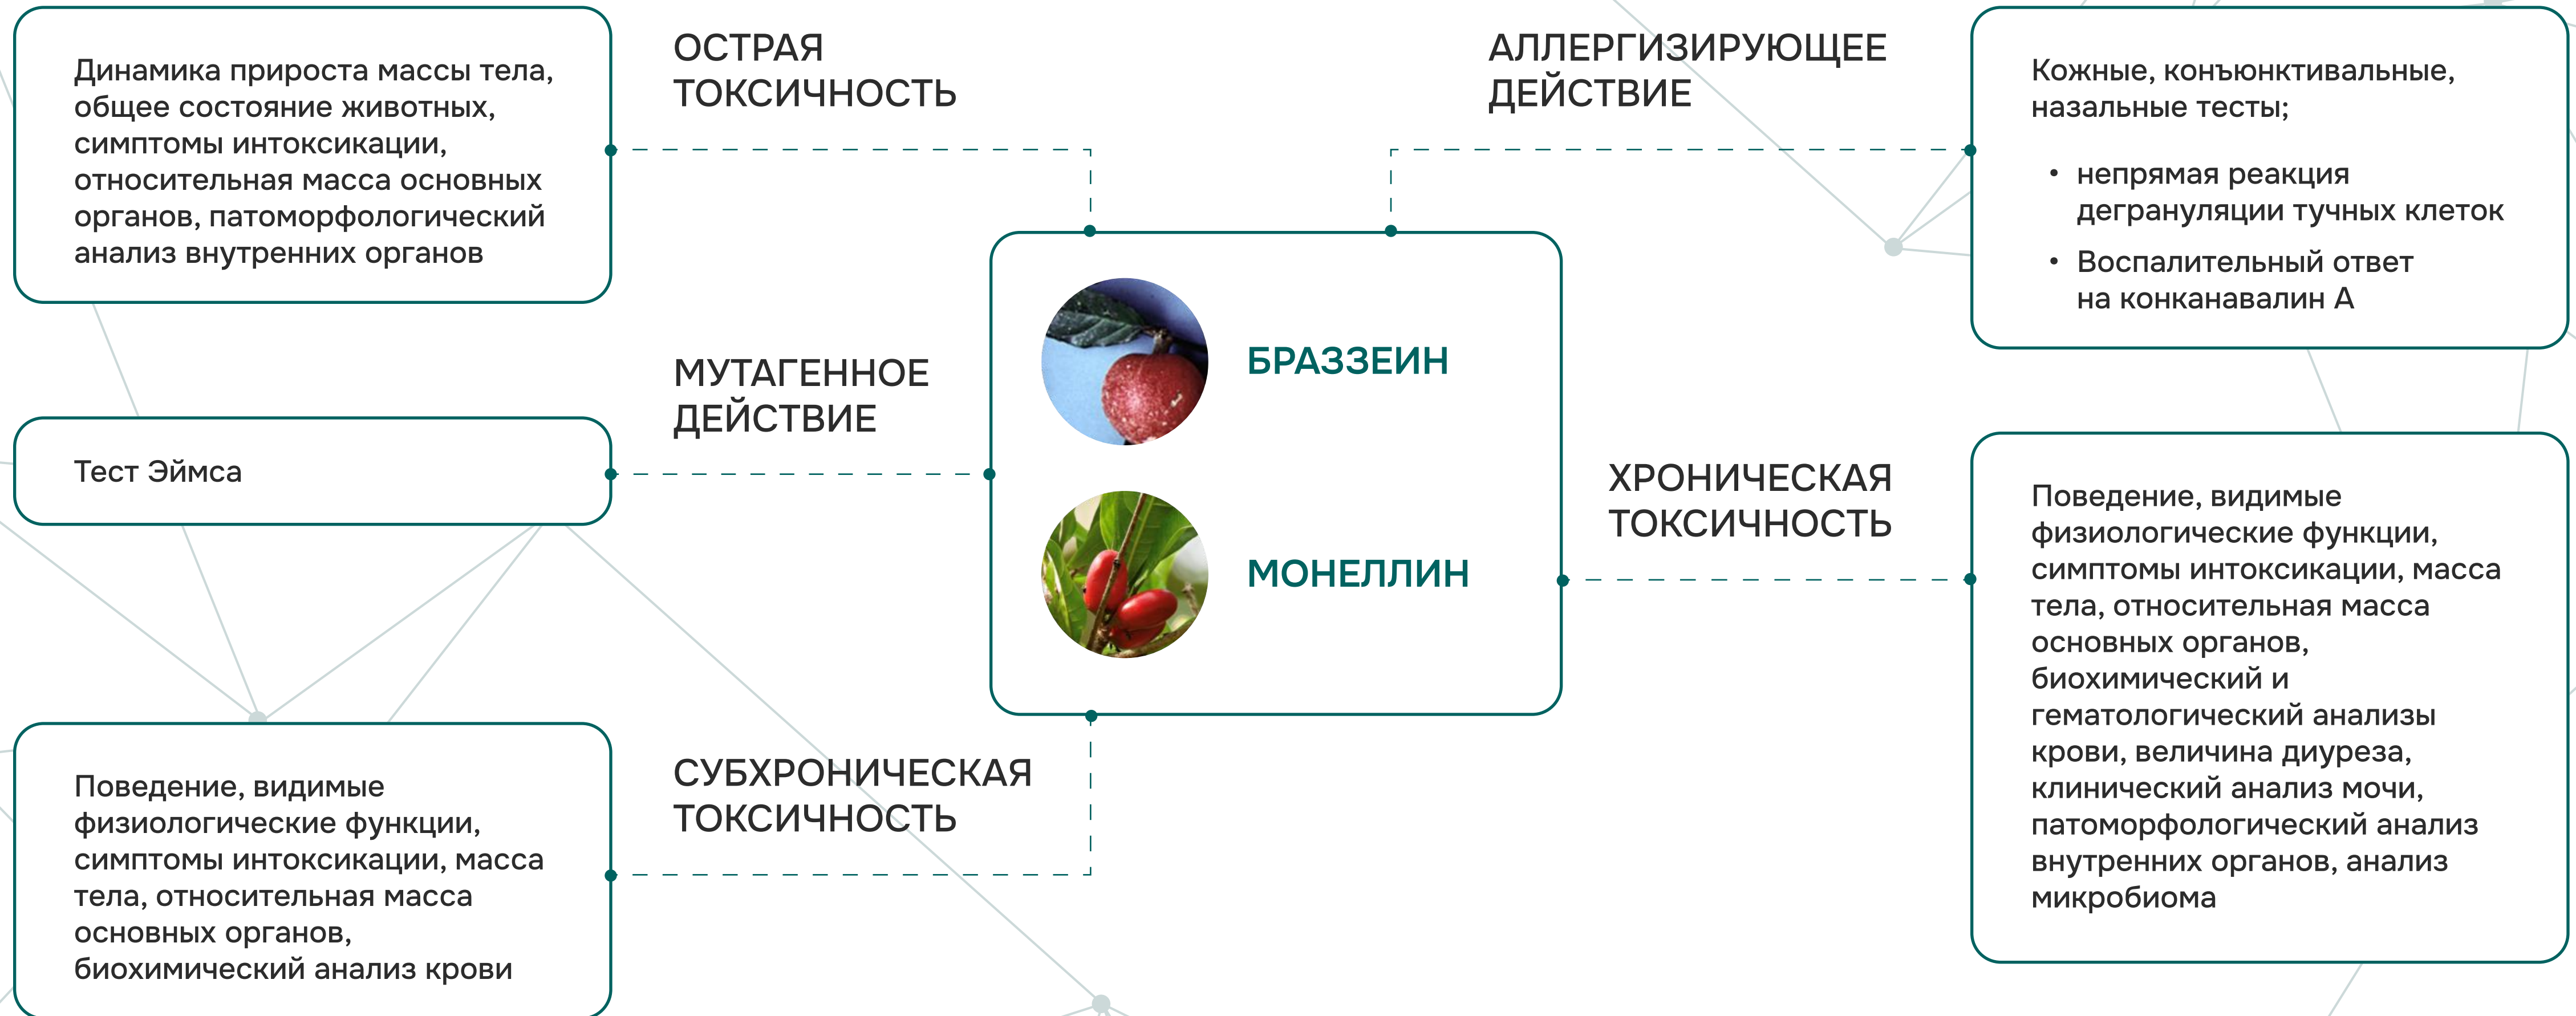 Динамика прироста массы тела,
общее состояние животных,
симптомы интоксикации,
относительная масса основных
органов, патоморфологический
анализ внутренних органов
ОСТРАЯ
ТОКСИЧНОСТЬ
АЛЛЕРГИЗИРУЮЩЕЕ
ДЕЙСТВИЕ
Кожные, конъюнктивальные,
назальные тесты;
• непрямая реакция
дегрануляции тучных клеток
• Воспалительный ответ
на конканавалин А
МУТАГЕННОЕ
ДЕЙСТВИЕ
Тест Эймса
БРАЗЗЕИН
МОНЕЛЛИН
ХРОНИЧЕСКАЯ
ТОКСИЧНОСТЬ
Поведение, видимые
физиологические функции,
симптомы интоксикации, масса
тела, относительная масса
основных органов,
биохимический и
гематологический анализы
крови, величина диуреза,
клинический анализ мочи,
патоморфологический анализ
внутренних органов, анализ
микробиома
СУБХРОНИЧЕСКАЯ
ТОКСИЧНОСТЬ
Поведение, видимые
физиологические функции,
симптомы интоксикации, масса
тела, относительная масса
основных органов,
биохимический анализ крови